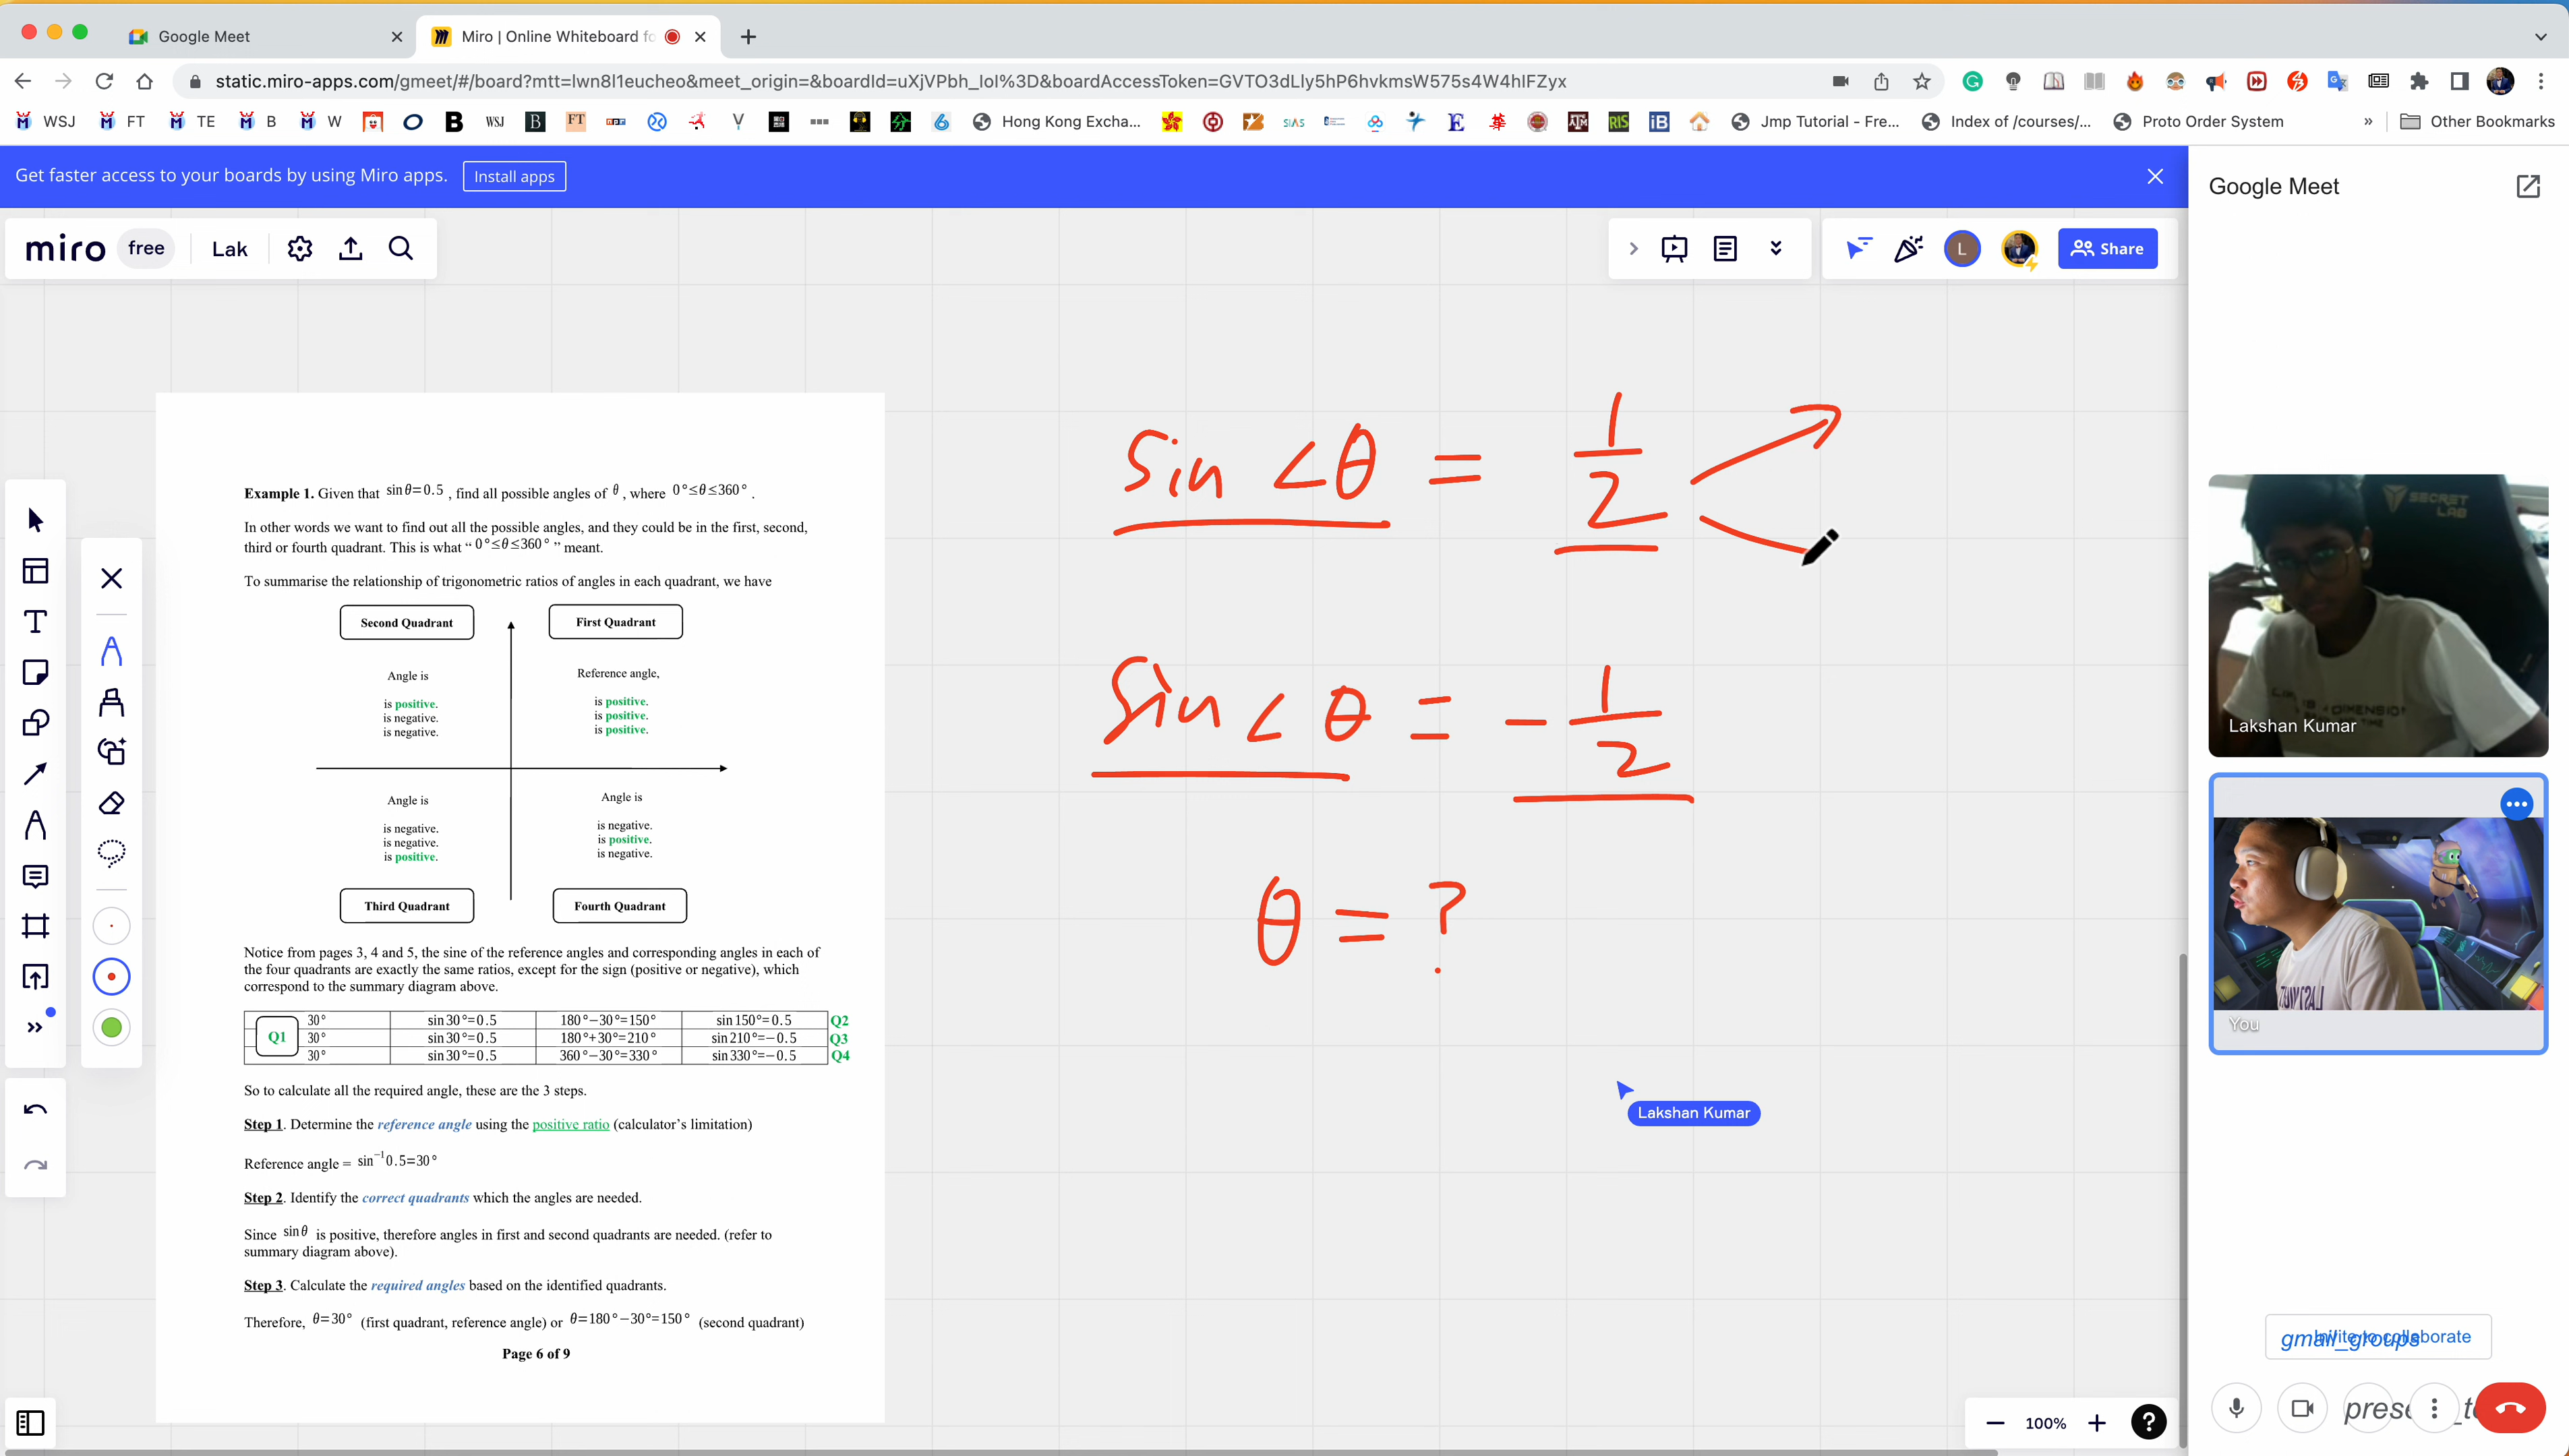 Google Meet
Miro | Online Whiteboard fo
static.miro-apps.com/gmeet/#/board?mtt=lwn8l1eucheo&meet_origin=&boardId=uXjVPbh_IoI%3D&boardAccessToken=GVTO3dLIy5hP6hvkmsW575s4W4hlFZyx
WSJ FT TE B W Hong Kong Excha... Jmp Tutorial - Fre... Index of /courses/... Proto Order System » Other Bookmarks
Get faster access to your boards by using Miro apps. Install apps
Google Meet
miro free Lak
L Share
sin ∠θ = 1/2
sin ∠θ = - 1/2
θ = ?
Lakshan Kumar
Example 1. Given that sin θ=0.5 , find all possible angles of θ , where 0°≤θ≤360° .
In other words we want to find out all the possible angles, and they could be in the first, second,
third or fourth quadrant. This is what “ 0°≤θ≤360° ” meant.
To summarise the relationship of trigonometric ratios of angles in each quadrant, we have
Second Quadrant First Quadrant
Angle is Reference angle,
is positive. is positive.
is negative. is positive.
is negative. is positive.
Angle is Angle is
is negative. is negative.
is negative. is positive.
is positive. is negative.
Third Quadrant Fourth Quadrant
Notice from pages 3, 4 and 5, the sine of the reference angles and corresponding angles in each of
the four quadrants are exactly the same ratios, except for the sign (positive or negative), which
correspond to the summary diagram above.
Q1
30° sin 30°=0.5 180°−30°=150° sin 150°=0.5 Q2
30° sin 30°=0.5 180°+30°=210° sin 210°=−0.5 Q3
30° sin 30°=0.5 360°−30°=330° sin 330°=−0.5 Q4
So to calculate all the required angle, these are the 3 steps.
Step 1. Determine the reference angle using the positive ratio (calculator’s limitation)
Reference angle = sin⁻¹0.5=30°
Step 2. Identify the correct quadrants which the angles are needed.
Since sin θ is positive, therefore angles in first and second quadrants are needed. (refer to
summary diagram above).
Step 3. Calculate the required angles based on the identified quadrants.
Therefore, θ=30° (first quadrant, reference angle) or θ=180°−30°=150° (second quadrant)
Page 6 of 9
100%
SECRET
LAB
Lakshan Kumar
You
Invite to collaborate
gmail_groups